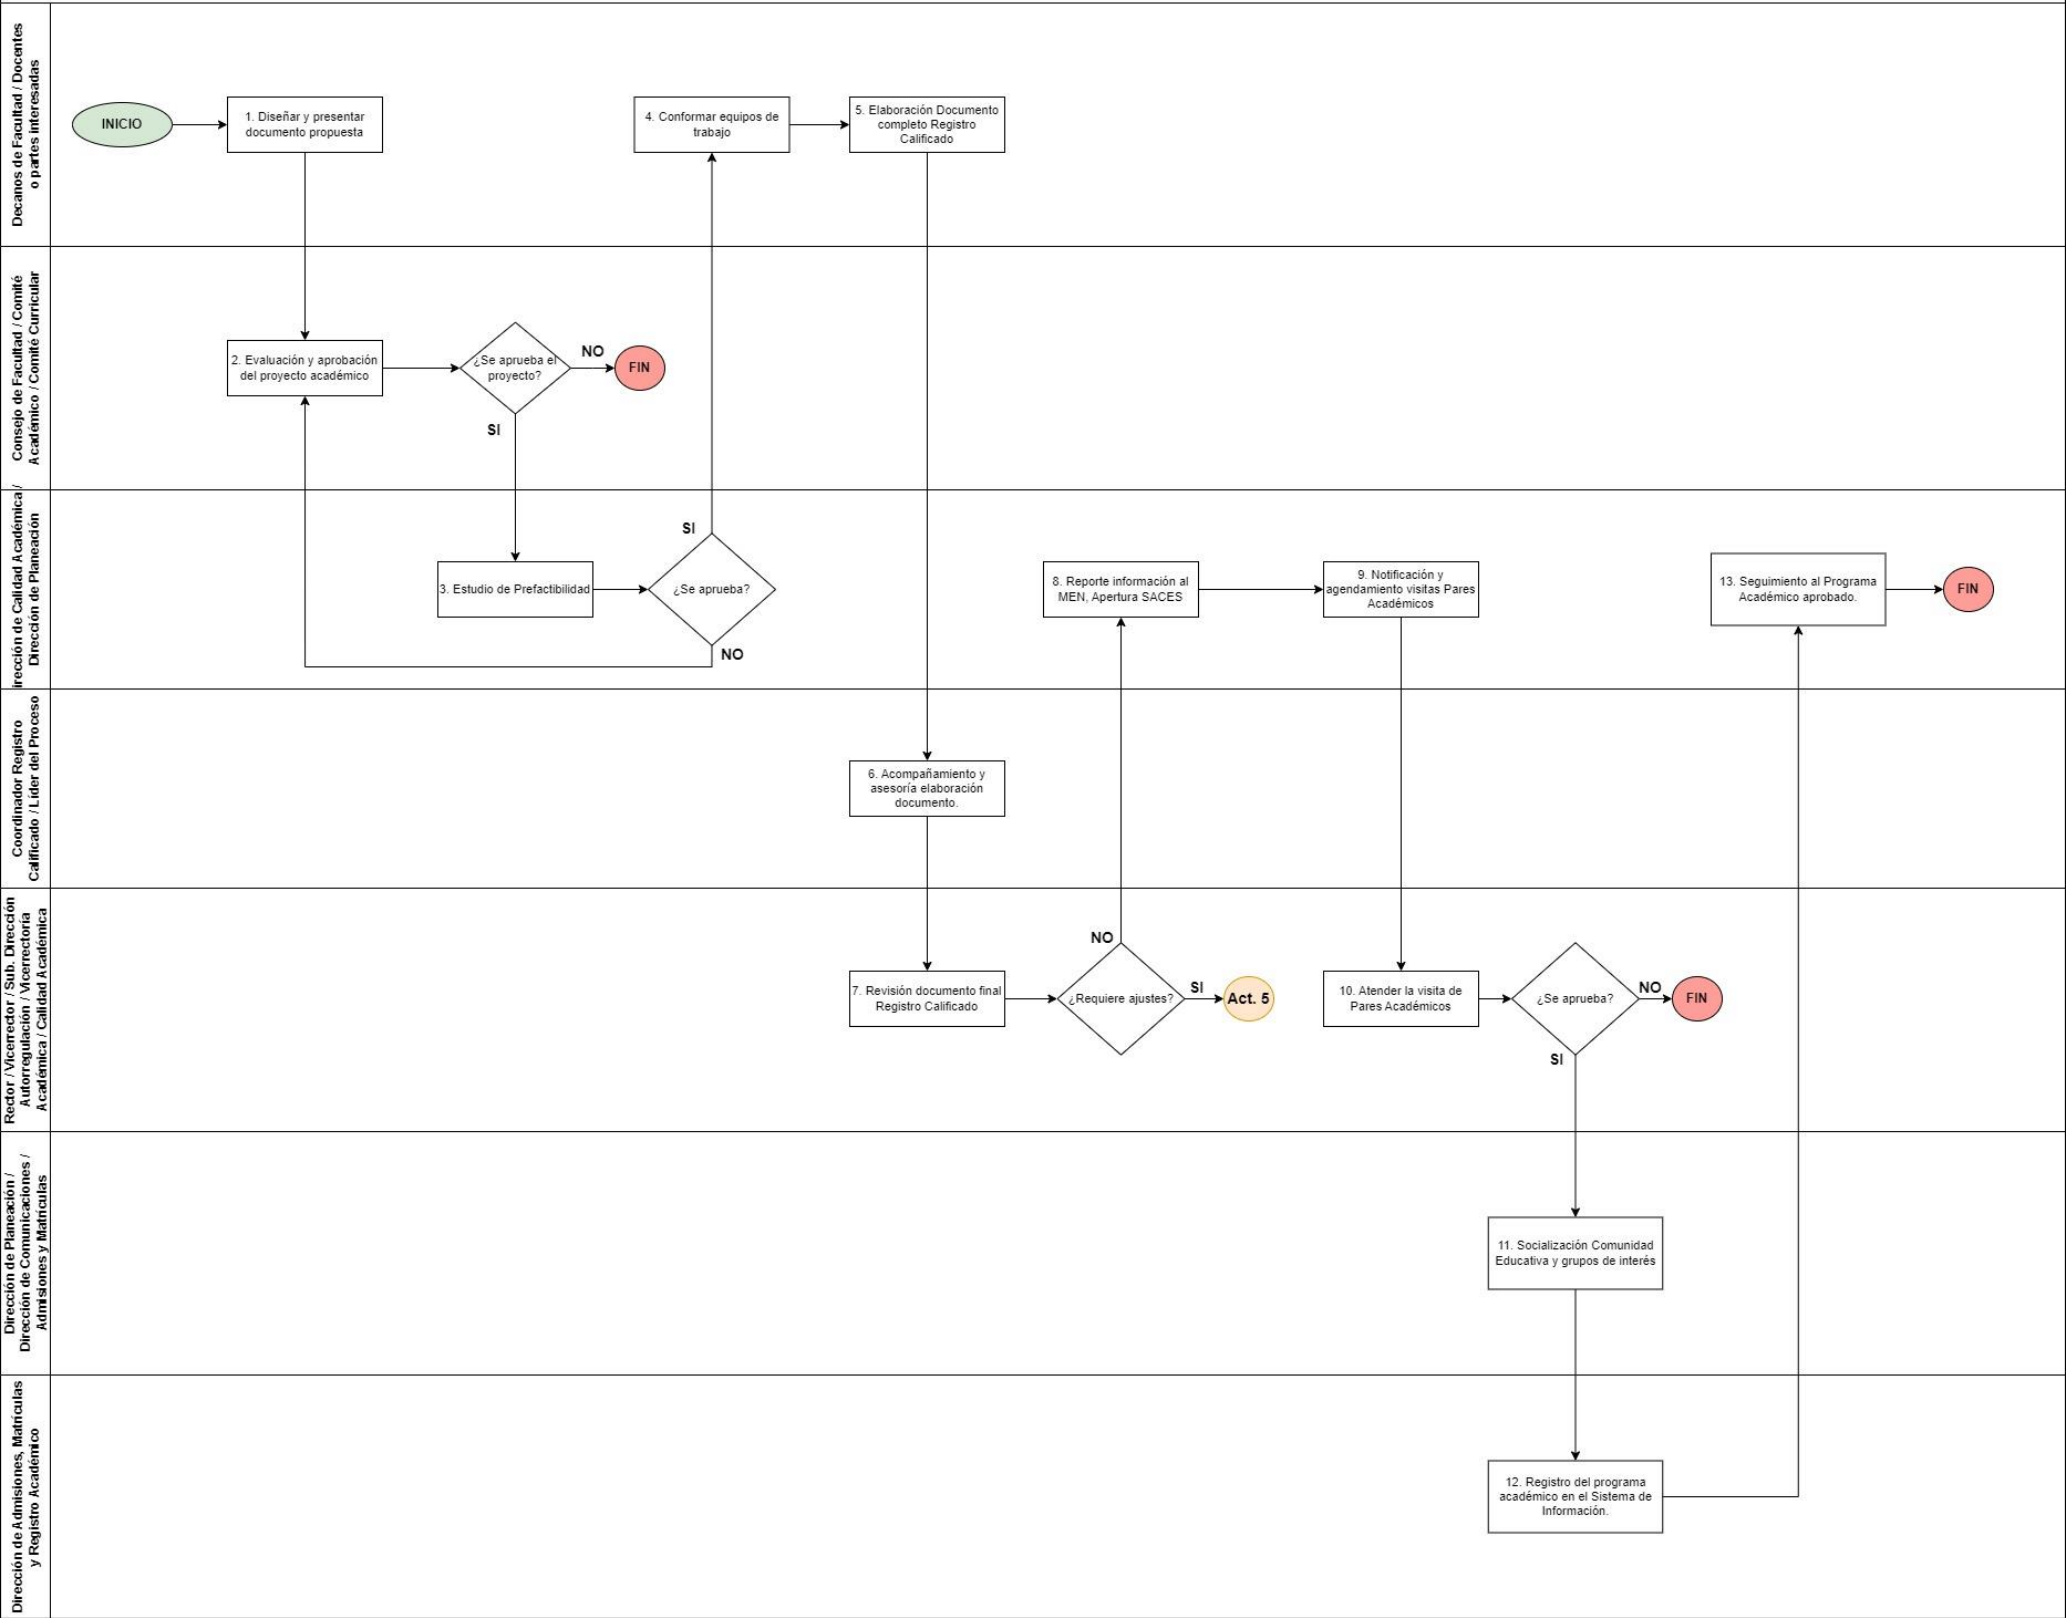 Decanos de Facultad / Docentes
o partes interesadas
INICIO
1. Diseñar y presentar
documento propuesta
4. Conformar equipos de
trabajo
5. Elaboración Documento
completo Registro
Calificado
Consejo de Facultad / Comité
Académico / Comité Curricular
2. Evaluación y aprobación
del proyecto académico
¿Se aprueba el
proyecto?
NO
FIN
SI
irección de Calidad Académica /
Dirección de Planeación
3. Estudio de Prefactibilidad
SI
¿Se aprueba?
NO
8. Reporte información al
MEN, Apertura SACES
9. Notificación y
agendamiento visitas Pares
Académicos
13. Seguimiento al Programa
Académico aprobado.
FIN
Coordinador Registro
Calificado / Líder del Proceso
6. Acompañamiento y
asesoría elaboración
documento.
Rector / Vicerrector / Sub. Dirección
Autorregulación / Vicerrectoría
Académica / Calidad Académica
7. Revisión documento final
Registro Calificado
NO
¿Requiere ajustes?
SI
Act. 5
10. Atender la visita de
Pares Académicos
¿Se aprueba?
NO
FIN
SI
Dirección de Planeación /
Dirección de Comunicaciones /
Admisiones y Matrículas
11. Socialización Comunidad
Educativa y grupos de interés
Dirección de Admisiones, Matrículas
y Registro Académico
12. Registro del programa
académico en el Sistema de
Información.